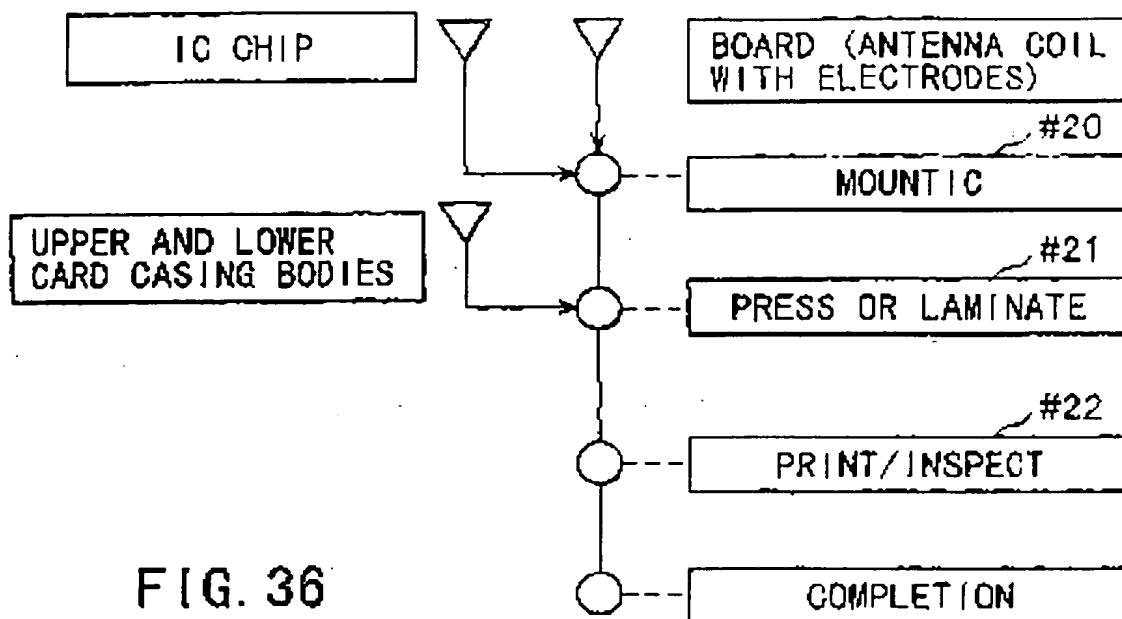 IC CHIP
BOARD (ANTENNA COIL
WITH ELECTRODES)
#20
MOUNTIC
UPPER AND LOWER
CARD CASING BODIES
#21
PRESS OR LAMINATE
#22
PRINT/INSPECT
COMPLETION
FIG. 36